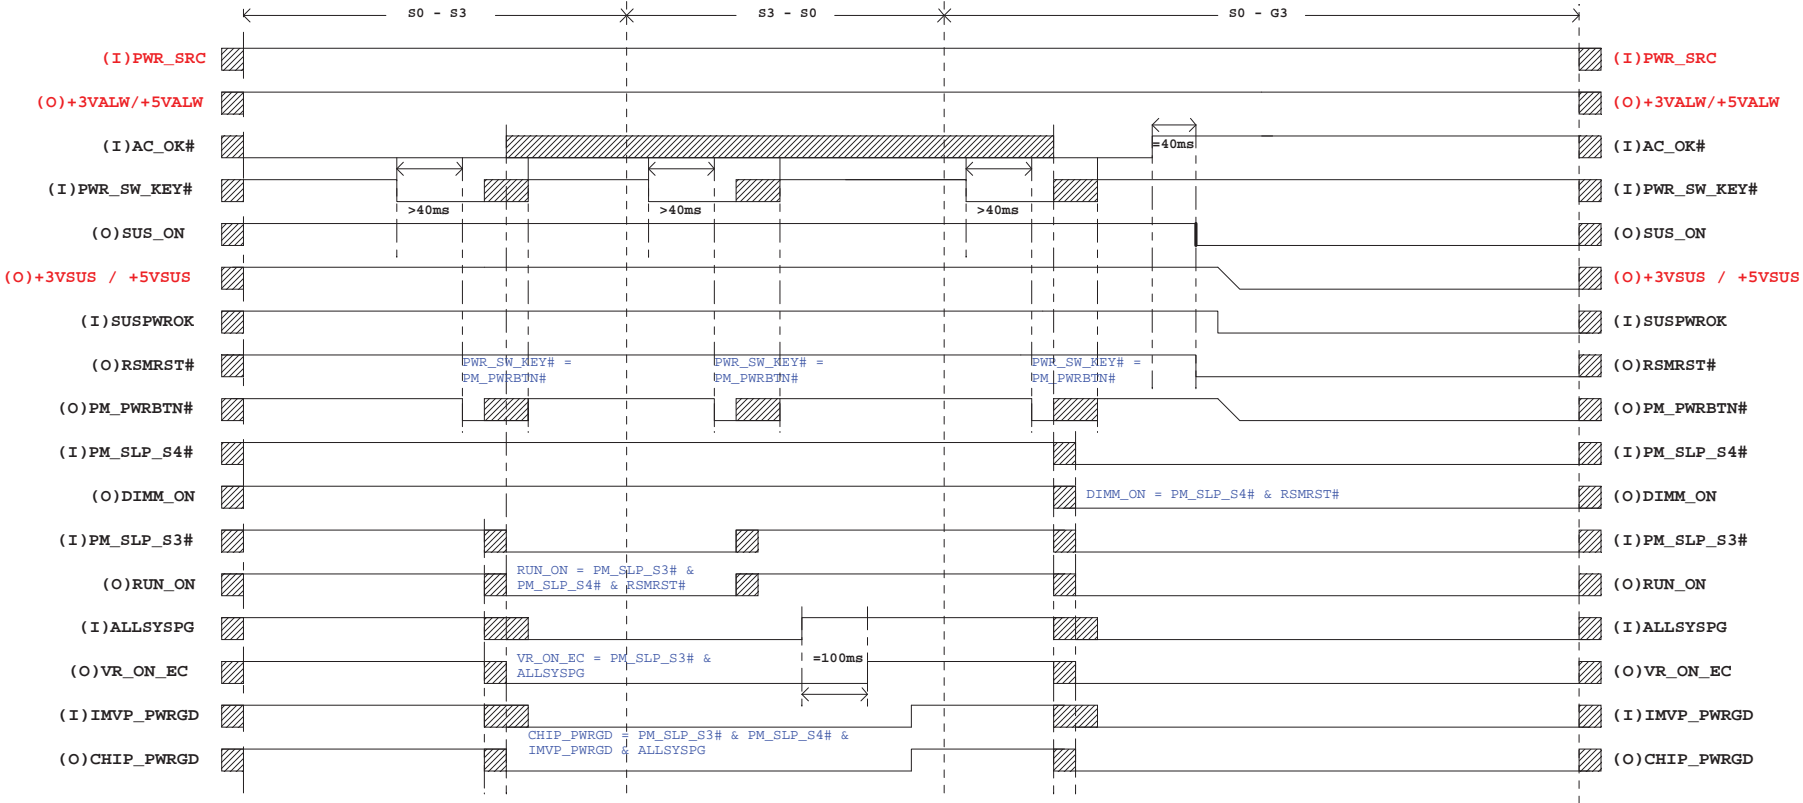 S0 - S3 S3 - S0 S0 - G3
(I)PWR_SRC (I)PWR_SRC
(O)+3VALW/+5VALW (O)+3VALW/+5VALW
(I)AC_OK# =40ms (I)AC_OK#
(I)PWR_SW_KEY# (I)PWR_SW_KEY#
>40ms >40ms >40ms
(O)SUS_ON (O)SUS_ON
(O)+3VSUS / +5VSUS (O)+3VSUS / +5VSUS
(I)SUSPWROK (I)SUSPWROK
(O)RSMRST# (O)RSMRST#
PWR_SW_KEY# = PWR_SW_KEY# = PWR_SW_KEY# =
PM_PWRBTN# PM_PWRBTN# PM_PWRBTN#
(O)PM_PWRBTN# (O)PM_PWRBTN#
(I)PM_SLP_S4# (I)PM_SLP_S4#
(O)DIMM_ON DIMM_ON = PM_SLP_S4# & RSMRST# (O)DIMM_ON
(I)PM_SLP_S3# (I)PM_SLP_S3#
RUN_ON = PM_SLP_S3# &
PM_SLP_S4# & RSMRST#
(O)RUN_ON (O)RUN_ON
(I)ALLSYSPG (I)ALLSYSPG
VR_ON_EC = PM_SLP_S3# & =100ms
ALLSYSPG
(O)VR_ON_EC (O)VR_ON_EC
(I)IMVP_PWRGD (I)IMVP_PWRGD
CHIP_PWRGD = PM_SLP_S3# & PM_SLP_S4# &
IMVP_PWRGD & ALLSYSPG
(O)CHIP_PWRGD (O)CHIP_PWRGD